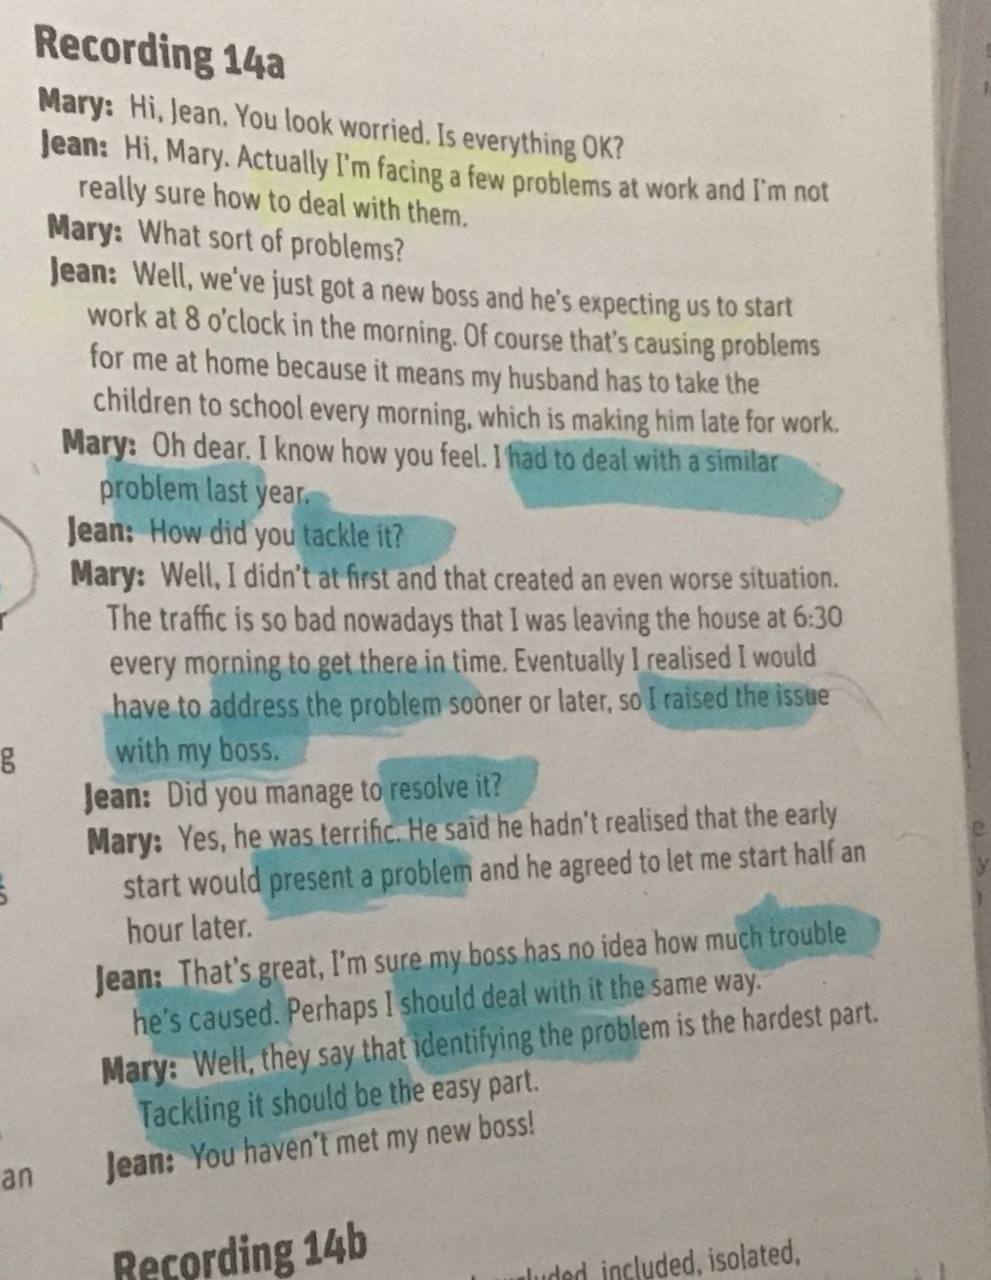 Recording 14a
Mary: Hi, Jean. You look worried. Is everything OK?
Jean: Hi, Mary. Actually I'm facing a few problems at work and I'm not
really sure how to deal with them.
Mary: What sort of problems?
Jean: Well, we've just got a new boss and he's expecting us to start
work at 8 o'clock in the morning. Of course that's causing problems
for me at home because it means my husband has to take the
children to school every morning, which is making him late for work.
Mary: Oh dear. I know how you feel. I had to deal with a similar
problem last year.
Jean: How did you tackle it?
Mary: Well, I didn't at first and that created an even worse situation.
The traffic is so bad nowadays that I was leaving the house at 6:30
every morning to get there in time. Eventually I realised I would
have to address the problem sooner or later, so I raised the issue
with my boss.
Jean: Did you manage to resolve it?
Mary: Yes, he was terrific. He said he hadn't realised that the early
start would present a problem and he agreed to let me start half an
hour later.
Jean: That's great, I'm sure my boss has no idea how much trouble
he's caused. Perhaps I should deal with it the same way.
Mary: Well, they say that identifying the problem is the hardest part.
Tackling it should be the easy part.
Jean: You haven't met my new boss!
g
an
Recording 14b
included, isolated,